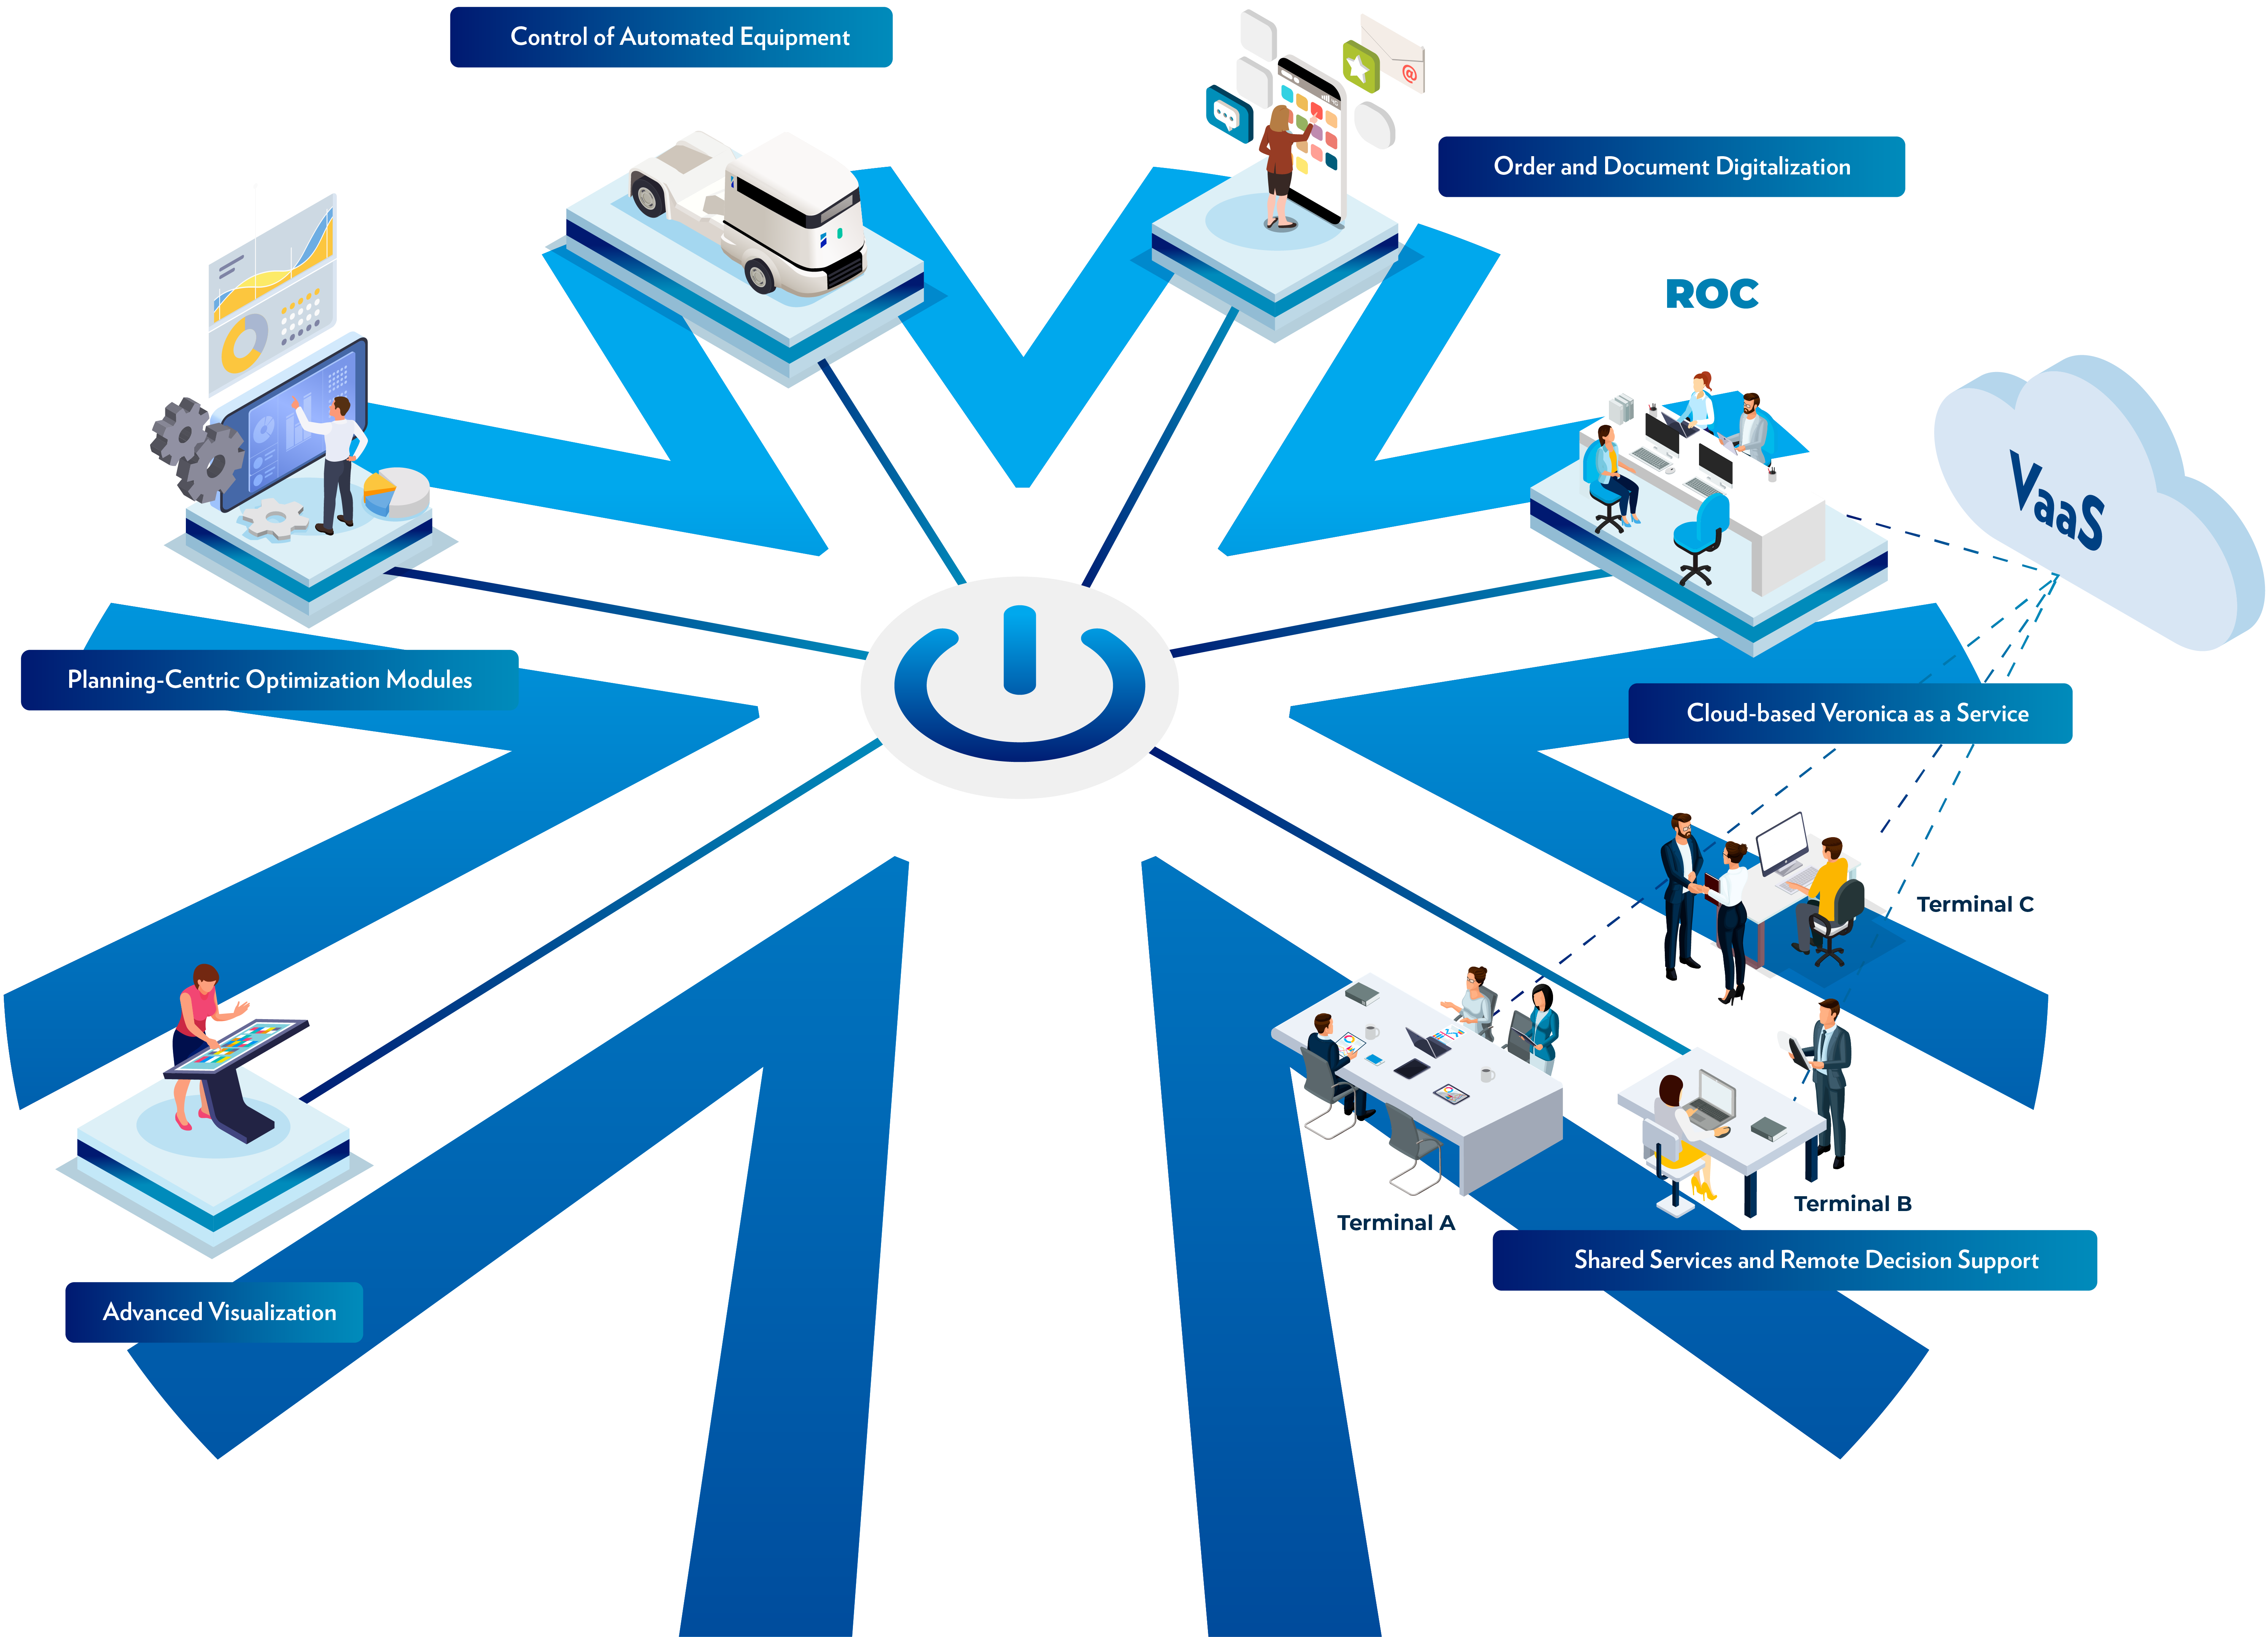 Control of Automated Equipment
Order and Document Digitalization
ROC
VaaS
Planning-Centric Optimization Modules
Cloud-based Veronica as a Service
Terminal C
Terminal B
Terminal A
Shared Services and Remote Decision Support
Advanced Visualization